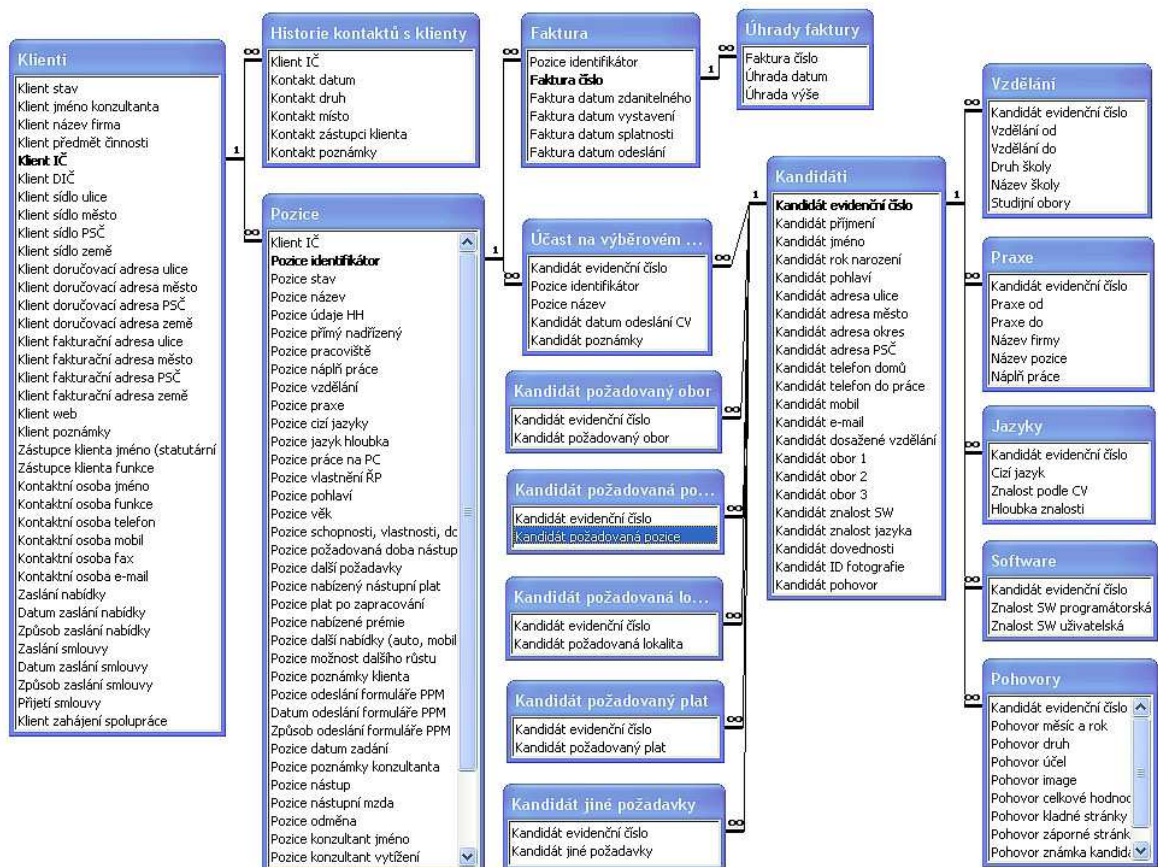 Klienti
Klient stav
Klient jméno konzultanta
Klient název firma
Klient předmět činnosti
Klient IČ
Klient DIČ
Klient sídlo ulice
Klient sídlo město
Klient sídlo PSČ
Klient sídlo země
Klient doručovací adresa ulice
Klient doručovací adresa město
Klient doručovací adresa PSČ
Klient doručovací adresa země
Klient fakturační adresa ulice
Klient fakturační adresa město
Klient fakturační adresa PSČ
Klient fakturační adresa země
Klient web
Klient poznámky
Zástupce klienta jméno (statutární
Zástupce klienta funkce
Kontaktní osoba jméno
Kontaktní osoba funkce
Kontaktní osoba telefon
Kontaktní osoba mobil
Kontaktní osoba fax
Kontaktní osoba e-mail
Zaslání nabídky
Datum zaslání nabídky
Způsob zaslání nabídky
Zaslání smlouvy
Datum zaslání smlouvy
Způsob zaslání smlouvy
Přijetí smlouvy
Klient zahájení spolupráce
1
∞
∞
Historie kontaktů s klienty
Klient IČ
Kontakt datum
Kontakt druh
Kontakt místo
Kontakt zástupci klienta
Kontakt poznámky
Pozice
Klient IČ
Pozice identifikátor
Pozice stav
Pozice název
Pozice údaje HH
Pozice přímý nadřízený
Pozice pracoviště
Pozice náplň práce
Pozice vzdělání
Pozice praxe
Pozice cizí jazyky
Pozice jazyk hloubka
Pozice práce na PC
Pozice vlastnění ŘP
Pozice pohlaví
Pozice věk
Pozice schopnosti, vlastnosti, dc
Pozice požadovaná doba nástup
Pozice další požadavky
Pozice nabízený nástupní plat
Pozice plat po zapracování
Pozice nabízené prémie
Pozice další nabídky (auto, mobil
Pozice možnost dalšího růstu
Pozice poznámky klienta
Pozice odeslání formuláře PPM
Datum odeslání formuláře PPM
Způsob odeslání formuláře PPM
Pozice datum zadání
Pozice poznámky konzultanta
Pozice nástup
Pozice nástupní mzda
Pozice odměna
Pozice konzultant jméno
Pozice konzultant vytížení
1
∞
∞
Faktura
Pozice identifikátor
Faktura číslo
Faktura datum zdanitelného
Faktura datum vystavení
Faktura datum splatnosti
Faktura datum odeslání
1
∞
Úhrady faktury
Faktura číslo
Úhrada datum
Úhrada výše
Účast na výběrovém ...
Kandidát evidenční číslo
Pozice identifikátor
Pozice název
Kandidát datum odeslání CV
Kandidát poznámky
∞
Kandidát požadovaný obor
Kandidát evidenční číslo
Kandidát požadovaný obor
∞
Kandidát požadovaná po...
Kandidát evidenční číslo
Kandidát požadovaná pozice
∞
Kandidát požadovaná lo...
Kandidát evidenční číslo
Kandidát požadovaná lokalita
∞
Kandidát požadovaný plat
Kandidát evidenční číslo
Kandidát požadovaný plat
∞
Kandidát jiné požadavky
Kandidát evidenční číslo
Kandidát jiné požadavky
∞
1
Kandidáti
Kandidát evidenční číslo
Kandidát příjmení
Kandidát jméno
Kandidát rok narození
Kandidát pohlaví
Kandidát adresa ulice
Kandidát adresa město
Kandidát adresa okres
Kandidát adresa PSČ
Kandidát telefon domů
Kandidát telefon do práce
Kandidát mobil
Kandidát e-mail
Kandidát dosažené vzdělání
Kandidát obor 1
Kandidát obor 2
Kandidát obor 3
Kandidát znalost SW
Kandidát znalost jazyka
Kandidát dovednosti
Kandidát ID fotografie
Kandidát pohovor
1
∞
Vzdělání
Kandidát evidenční číslo
Vzdělání od
Vzdělání do
Druh školy
Název školy
Studijní obory
∞
Praxe
Kandidát evidenční číslo
Praxe od
Praxe do
Název firmy
Název pozice
Náplň práce
∞
Jazyky
Kandidát evidenční číslo
Cizí jazyk
Znalost podle CV
Hloubka znalosti
∞
Software
Kandidát evidenční číslo
Znalost SW programátorská
Znalost SW uživatelská
∞
Pohovory
Kandidát evidenční číslo
Pohovor měsíc a rok
Pohovor druh
Pohovor účel
Pohovor image
Pohovor celkové hodnoc
Pohovor kladné stránky
Pohovor záporné stránk
Pohovor známka kandida